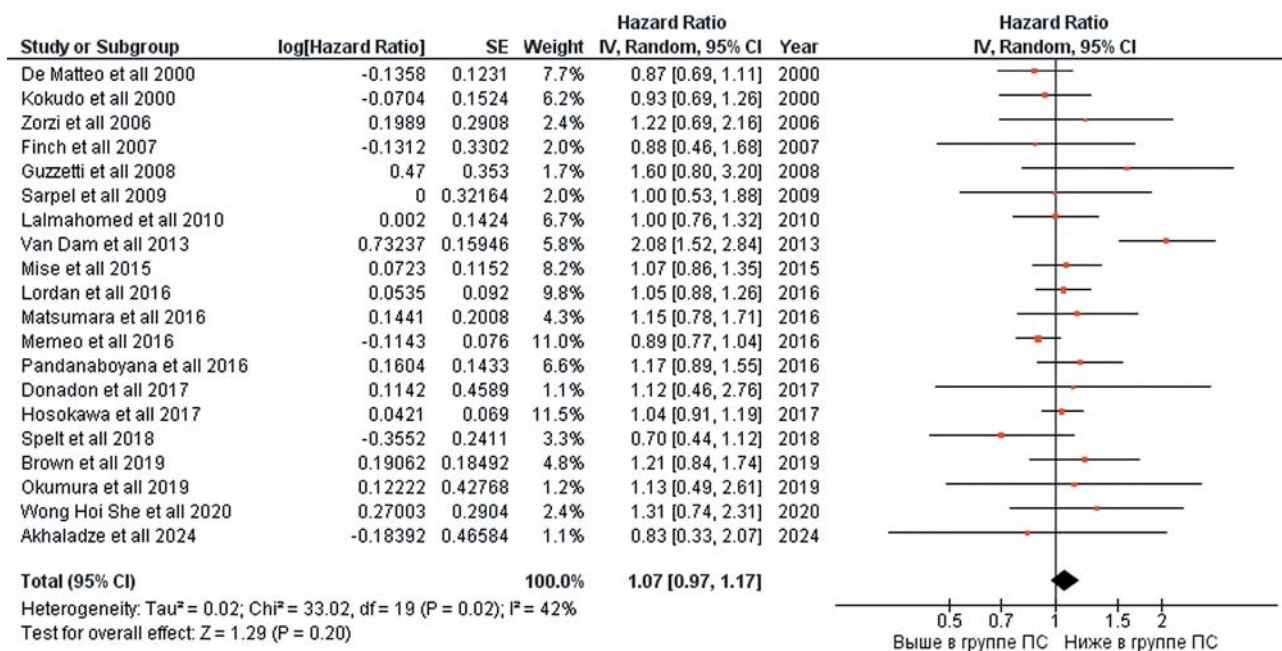 Hazard Ratio Hazard Ratio
Study or Subgroup log[Hazard Ratio] SE Weight IV, Random, 95% CI Year IV, Random, 95% CI
De Matteo et all 2000 -0.1358 0.1231 7.7% 0.87 [0.69, 1.11] 2000
Kokudo et all 2000 -0.0704 0.1524 6.2% 0.93 [0.69, 1.26] 2000
Zorzi et all 2006 0.1989 0.2908 2.4% 1.22 [0.69, 2.16] 2006
Finch et all 2007 -0.1312 0.3302 2.0% 0.88 [0.46, 1.68] 2007
Guzzetti et all 2008 0.47 0.353 1.7% 1.60 [0.80, 3.20] 2008
Sarpel et all 2009 0 0.32164 2.0% 1.00 [0.53, 1.88] 2009
Lalmahomed et all 2010 0.002 0.1424 6.7% 1.00 [0.76, 1.32] 2010
Van Dam et all 2013 0.73237 0.15946 5.8% 2.08 [1.52, 2.84] 2013
Mise et all 2015 0.0723 0.1152 8.2% 1.07 [0.86, 1.35] 2015
Lordan et all 2016 0.0535 0.092 9.8% 1.05 [0.88, 1.26] 2016
Matsumara et all 2016 0.1441 0.2008 4.3% 1.15 [0.78, 1.71] 2016
Memeo et all 2016 -0.1143 0.076 11.0% 0.89 [0.77, 1.04] 2016
Pandanaboyana et all 2016 0.1604 0.1433 6.6% 1.17 [0.89, 1.55] 2016
Donadon et all 2017 0.1142 0.4589 1.1% 1.12 [0.46, 2.76] 2017
Hosokawa et all 2017 0.0421 0.069 11.5% 1.04 [0.91, 1.19] 2017
Spelt et all 2018 -0.3552 0.2411 3.3% 0.70 [0.44, 1.12] 2018
Brown et all 2019 0.19062 0.18492 4.8% 1.21 [0.84, 1.74] 2019
Okumura et all 2019 0.12222 0.42768 1.2% 1.13 [0.49, 2.61] 2019
Wong Hoi She et all 2020 0.27003 0.2904 2.4% 1.31 [0.74, 2.31] 2020
Akhaladze et all 2024 -0.18392 0.46584 1.1% 0.83 [0.33, 2.07] 2024
Total (95% CI) 100.0% 1.07 [0.97, 1.17]
Heterogeneity: Tau² = 0.02; Chi² = 33.02, df = 19 (P = 0.02); I² = 42%
Test for overall effect: Z = 1.29 (P = 0.20)
0.5 0.7 1 1.5 2
Выше в группе ПС Ниже в группе ПС